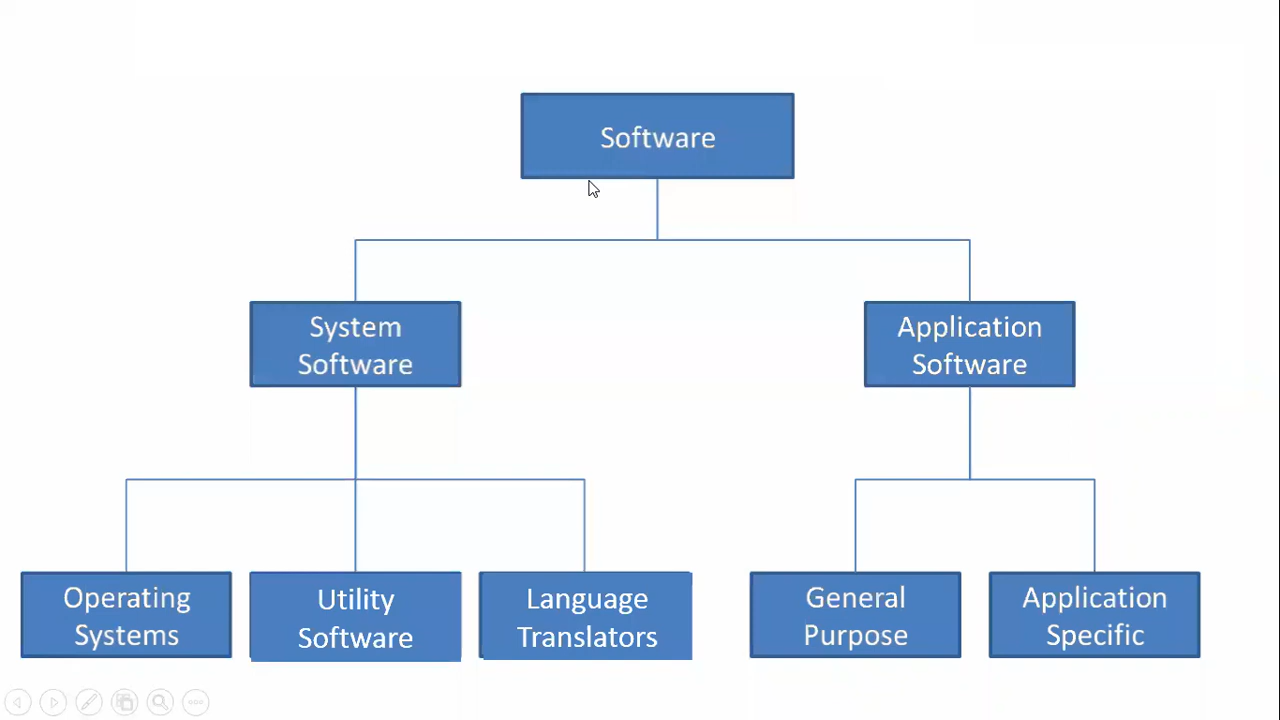 Software
System
Software
Application
Software
Operating
Systems
Utility
Software
Language
Translators
General
Purpose
Application
Specific